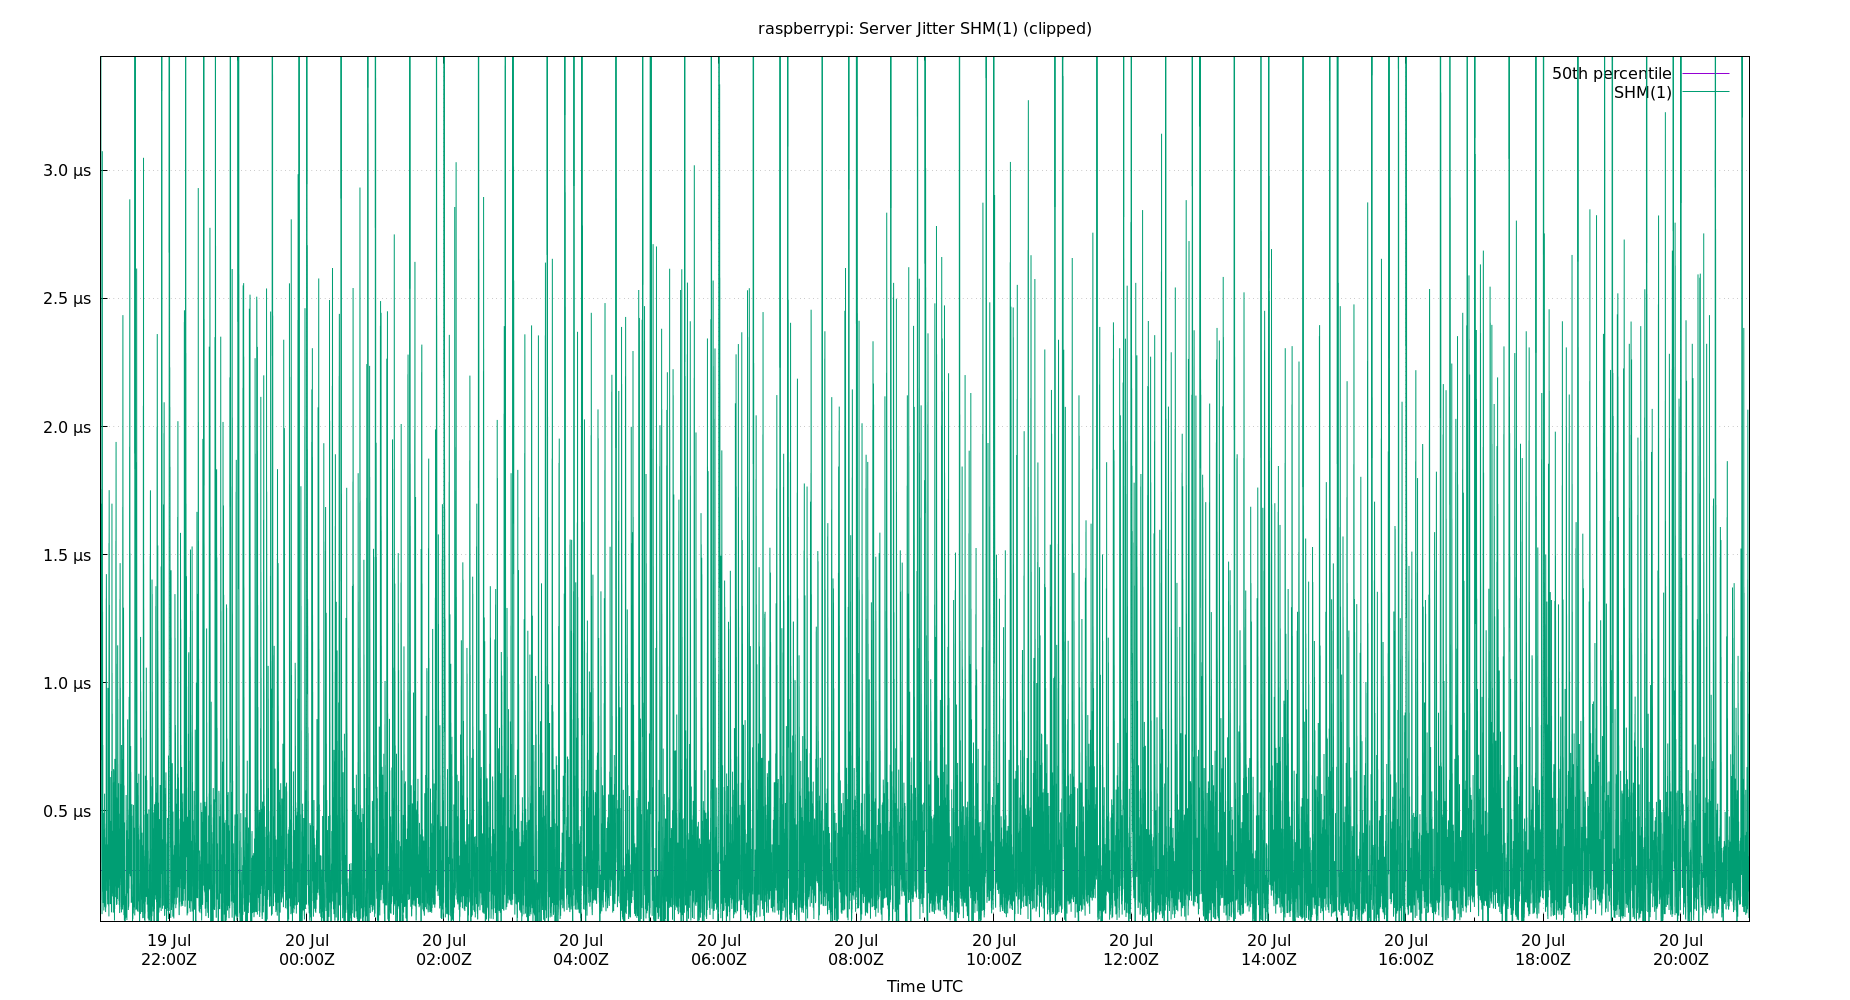 raspberrypi: Server Jitter SHM(1) (clipped)
50th percentile
SHM(1)
3.0 µs
2.5 µs
2.0 µs
1.5 µs
1.0 µs
0.5 µs
19 Jul 20 Jul 20 Jul 20 Jul 20 Jul 20 Jul 20 Jul 20 Jul 20 Jul 20 Jul 20 Jul 20 Jul
22:00Z 00:00Z 02:00Z 04:00Z 06:00Z 08:00Z 10:00Z 12:00Z 14:00Z 16:00Z 18:00Z 20:00Z
Time UTC